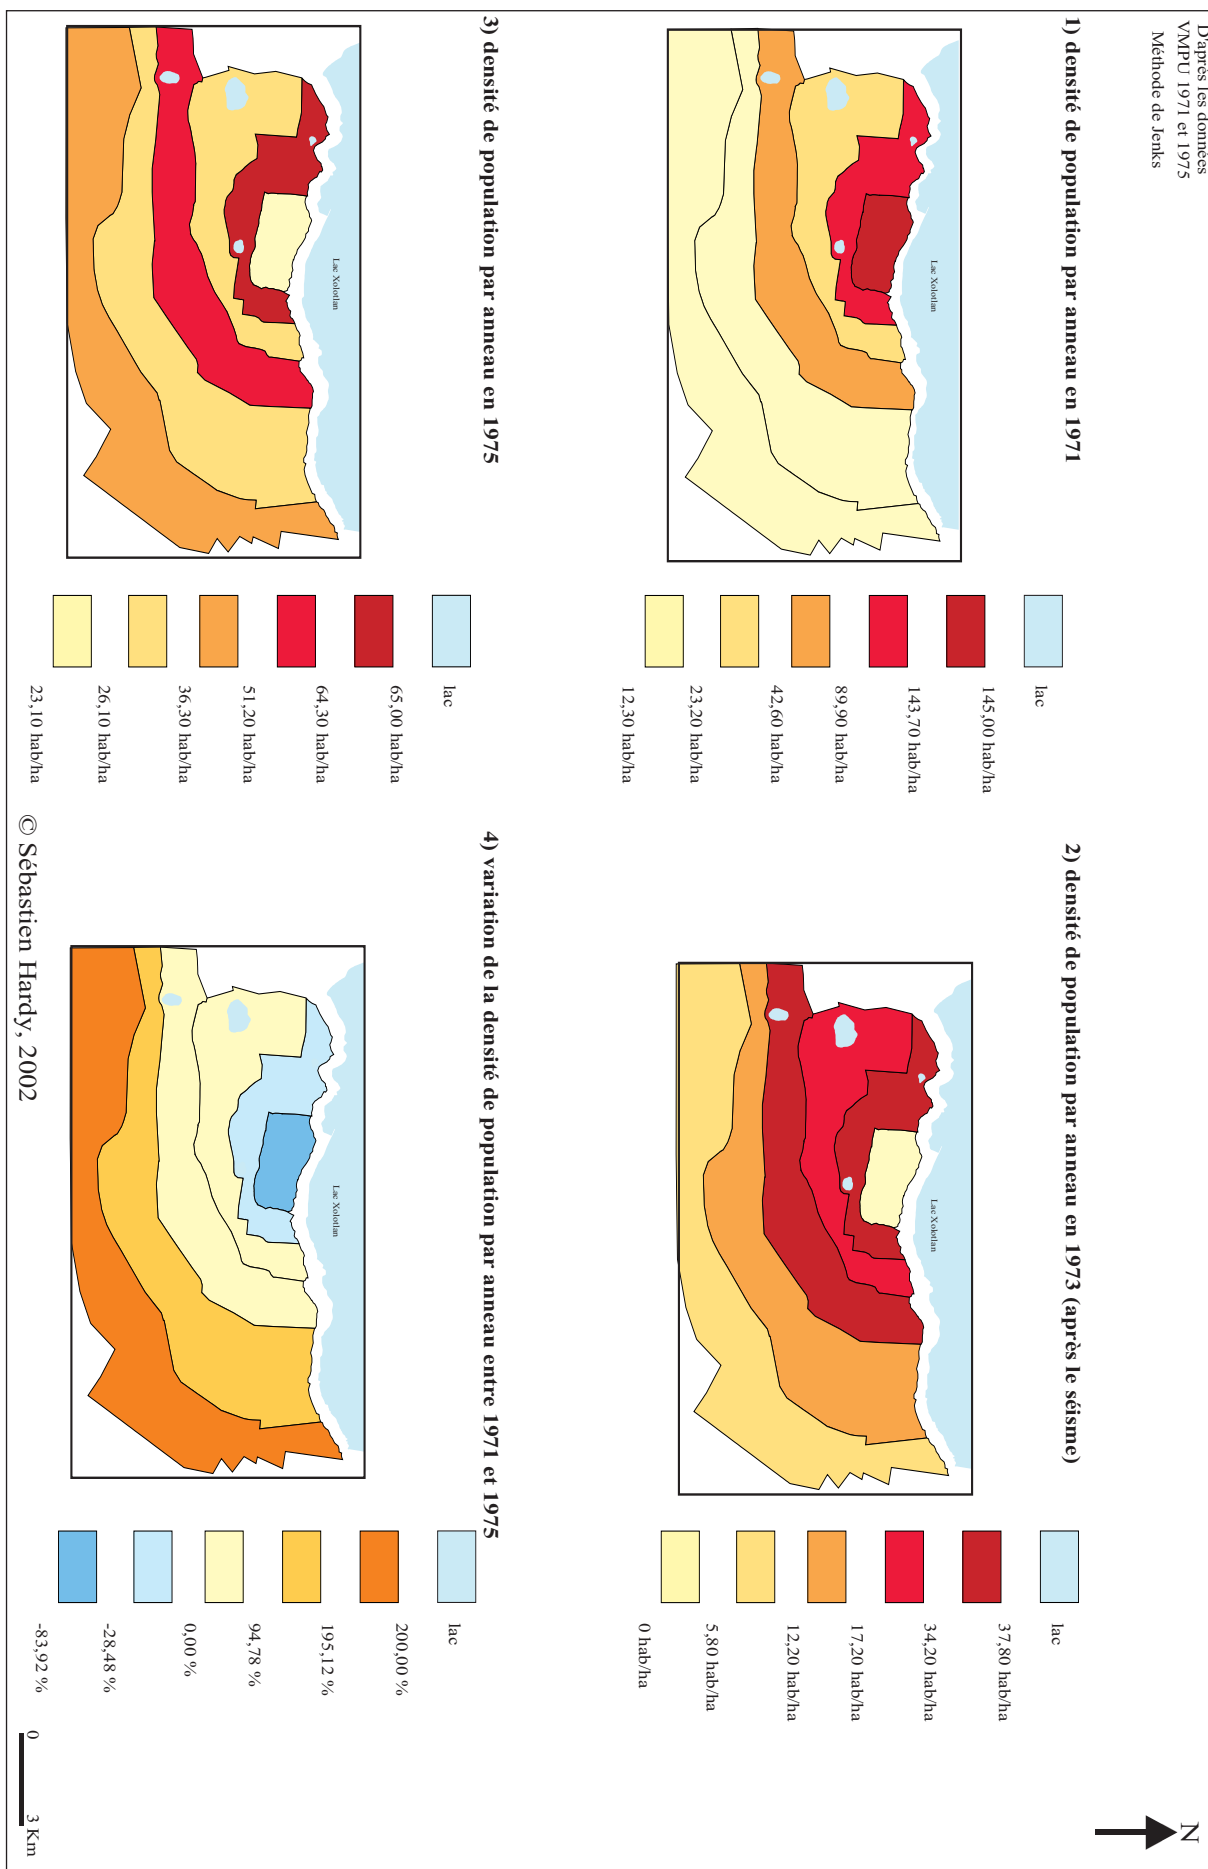 D'après les données
VMPU 1971 et 1975
Méthode de Jenks
N
1) densité de population par anneau en 1971
Lac Xolotlan
lac
145,00 hab/ha
143,70 hab/ha
89,90 hab/ha
42,60 hab/ha
23,20 hab/ha
12,30 hab/ha
2) densité de population par anneau en 1973 (après le séisme)
Lac Xolotlan
lac
37,80 hab/ha
34,20 hab/ha
17,20 hab/ha
12,20 hab/ha
5,80 hab/ha
0 hab/ha
3) densité de population par anneau en 1975
Lac Xolotlan
lac
65,00 hab/ha
64,30 hab/ha
51,20 hab/ha
36,30 hab/ha
26,10 hab/ha
23,10 hab/ha
4) variation de la densité de population par anneau entre 1971 et 1975
Lac Xolotlan
lac
200,00 %
195,12 %
94,78 %
0,00 %
-28,48 %
-83,92 %
© Sébastien Hardy, 2002
0 3 Km